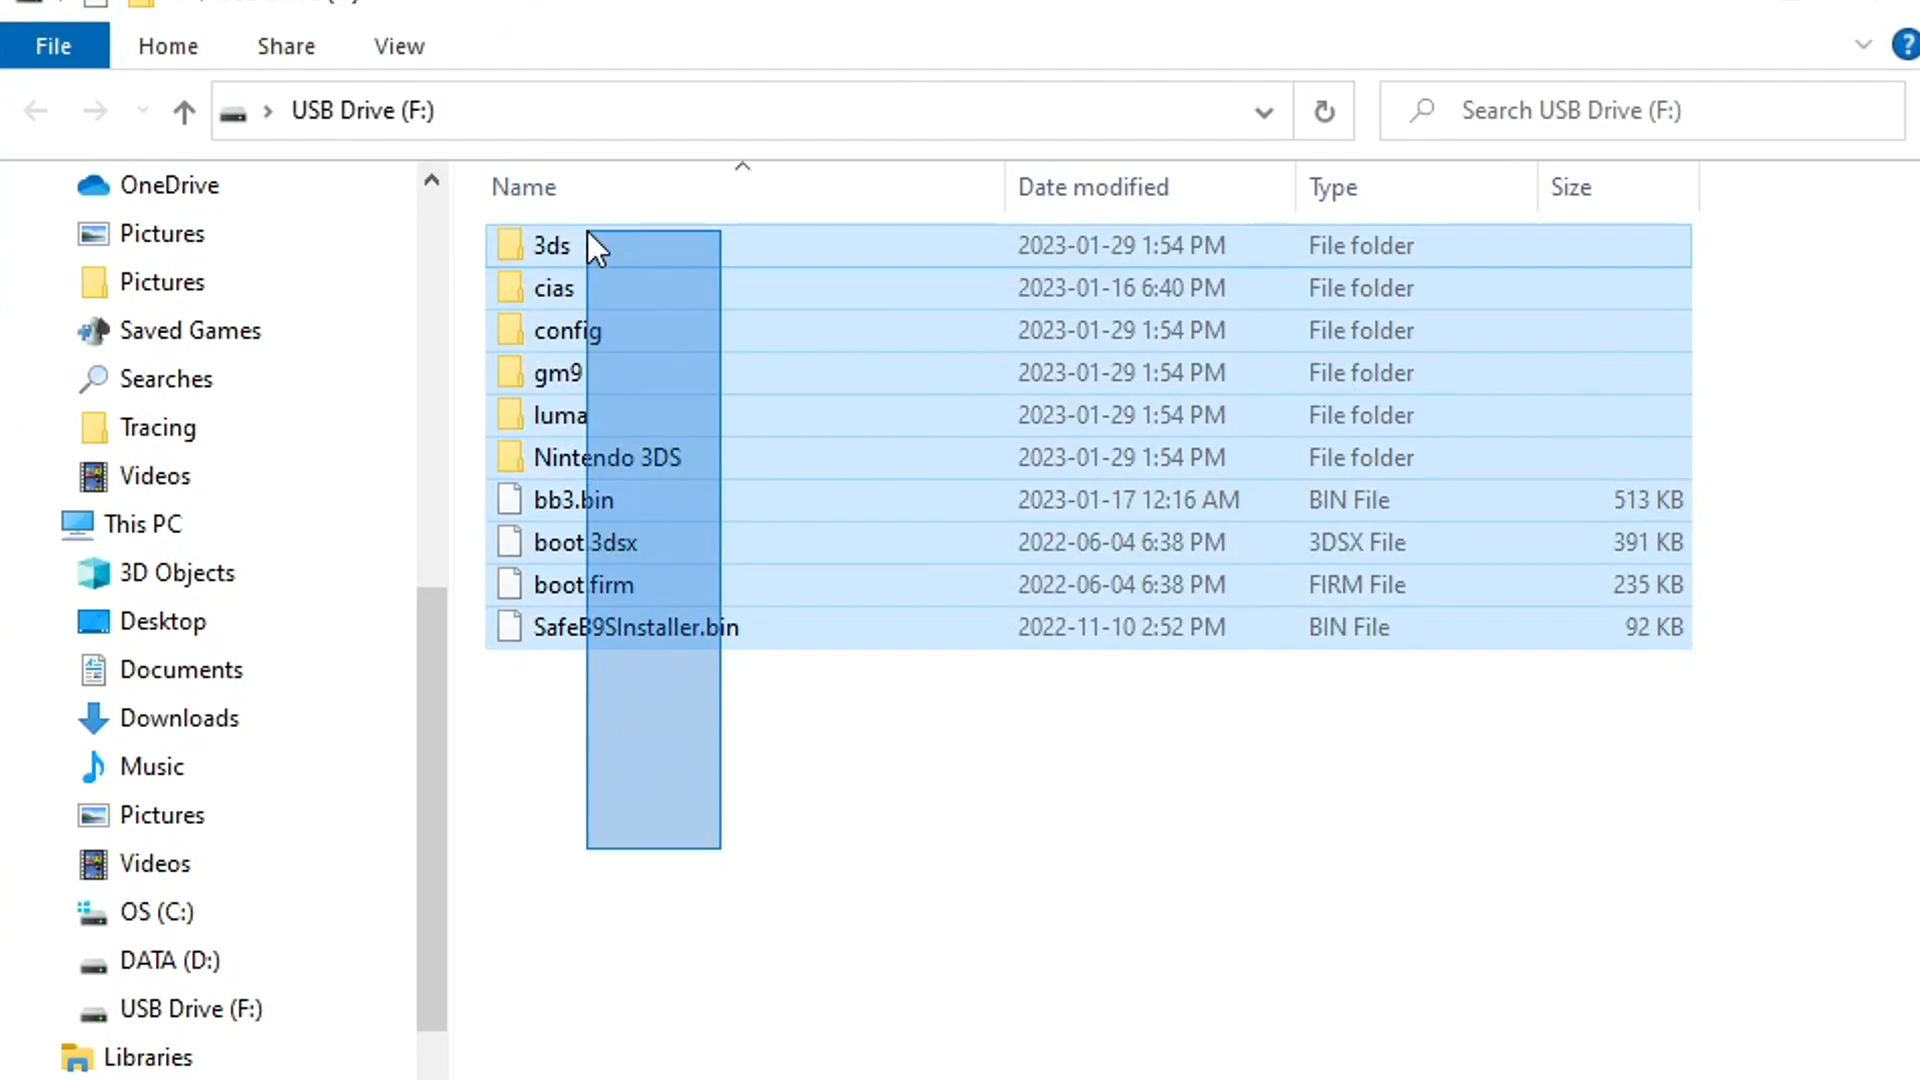 File Home Share View ?
USB Drive (F:) Search USB Drive (F:)
Name Date modified Type Size
OneDrive
Pictures
Pictures
Saved Games
Searches
Tracing
Videos
This PC
3D Objects
Desktop
Documents
Downloads
Music
Pictures
Videos
OS (C:)
DATA (D:)
USB Drive (F:)
Libraries
3ds 2023-01-29 1:54 PM File folder
cias 2023-01-16 6:40 PM File folder
config 2023-01-29 1:54 PM File folder
gm9 2023-01-29 1:54 PM File folder
luma 2023-01-29 1:54 PM File folder
Nintendo 3DS 2023-01-29 1:54 PM File folder
bb3.bin 2023-01-17 12:16 AM BIN File 513 KB
boot.3dsx 2022-06-04 6:38 PM 3DSX File 391 KB
boot.firm 2022-06-04 6:38 PM FIRM File 235 KB
SafeB9SInstaller.bin 2022-11-10 2:52 PM BIN File 92 KB